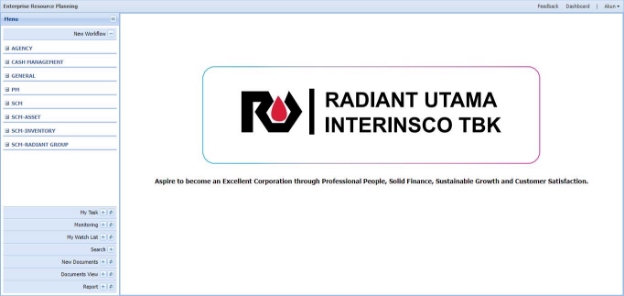 Enterprise Resource Planning
Feedback Dashboard | Akun
Menu
New Workflow
AGENCY
CASH MANAGEMENT
GENERAL
PM
SCM
SCM-ASSET
SCM-INVENTORY
SCM-RADIANT GROUP
RADIANT UTAMA
INTERINSCO TBK
Aspire to become an Excellent Corporation through Professional People, Solid Finance, Sustainable Growth and Customer Satisfaction.
My Task
Monitoring
My Watch List
Search
New Documents
Documents View
Report